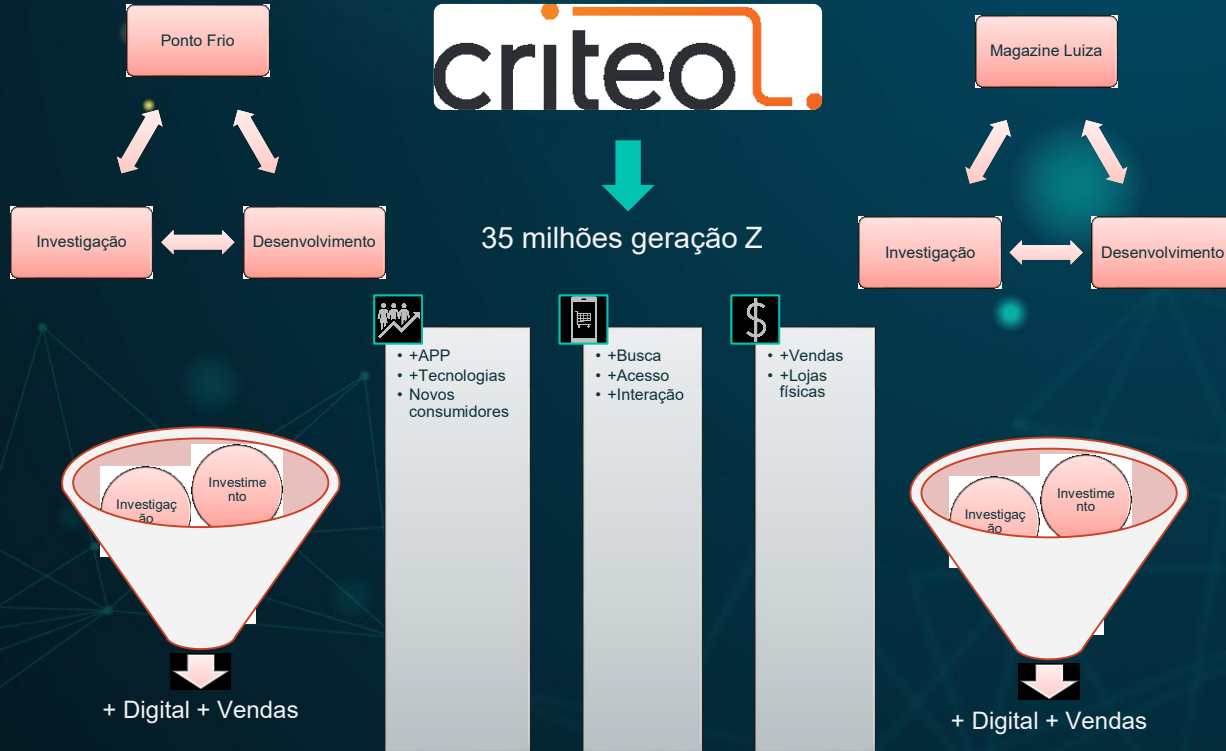 Ponto Frio
Investigação
Desenvolvimento
criteo
35 milhões geração Z
Magazine Luiza
Investigação
Desenvolvimento
• +APP
• +Tecnologias
• Novos
consumidores
• +Busca
• +Acesso
• +Interação
$
• +Vendas
• +Lojas
físicas
Investigaç
ão
Investime
nto
+ Digital + Vendas
Investigaç
ão
Investime
nto
+ Digital + Vendas